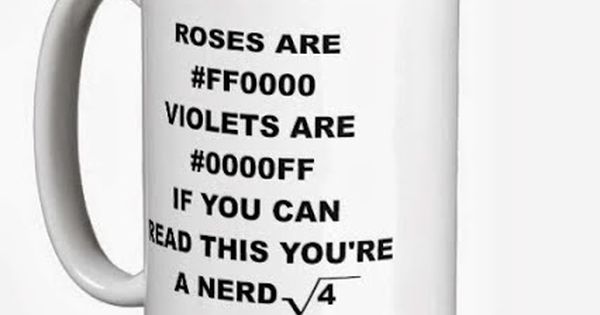 ROSES ARE
#FF0000
VIOLETS ARE
#0000FF
IF YOU CAN
READ THIS YOU'RE
A NERD √4